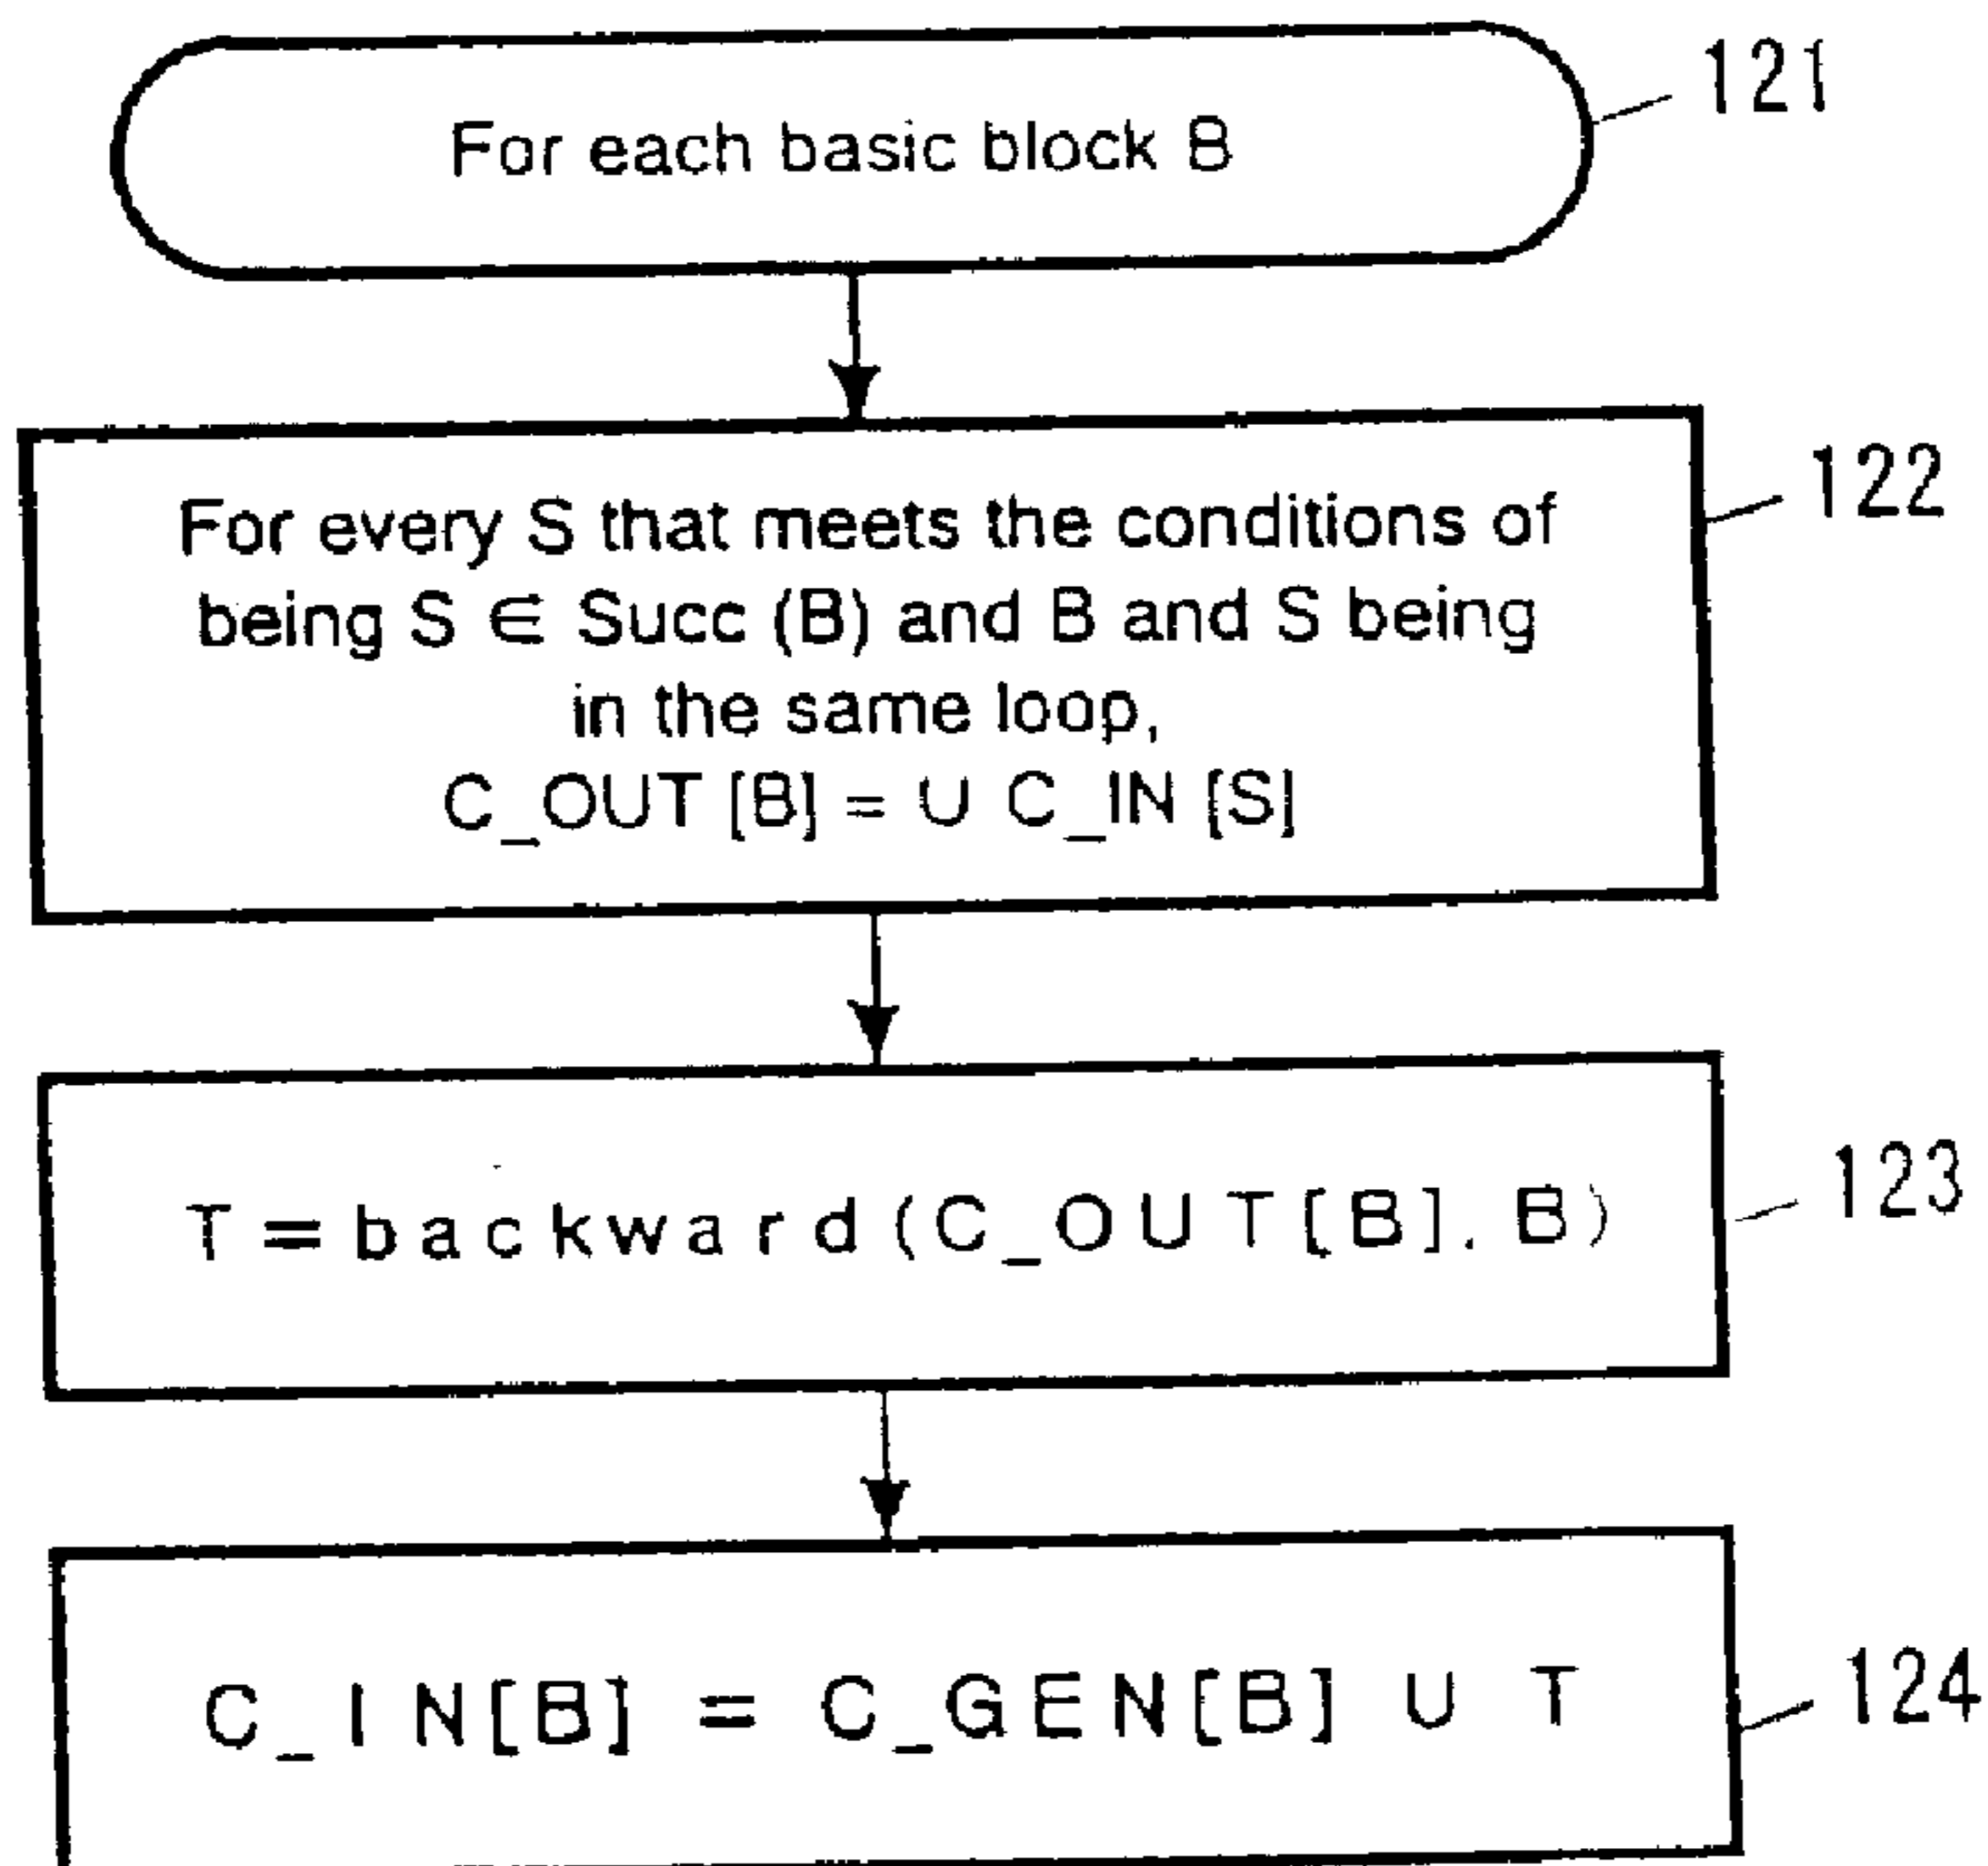 For each basic block B
121
For every S that meets the conditions of
being S ∈ Succ (B) and B and S being
in the same loop,
C_OUT [B] = ∪ C_IN [S]
122
T = backward (C_OUT[B]. B)
123
C_IN[B] = C_GEN[B] ∪ T
124